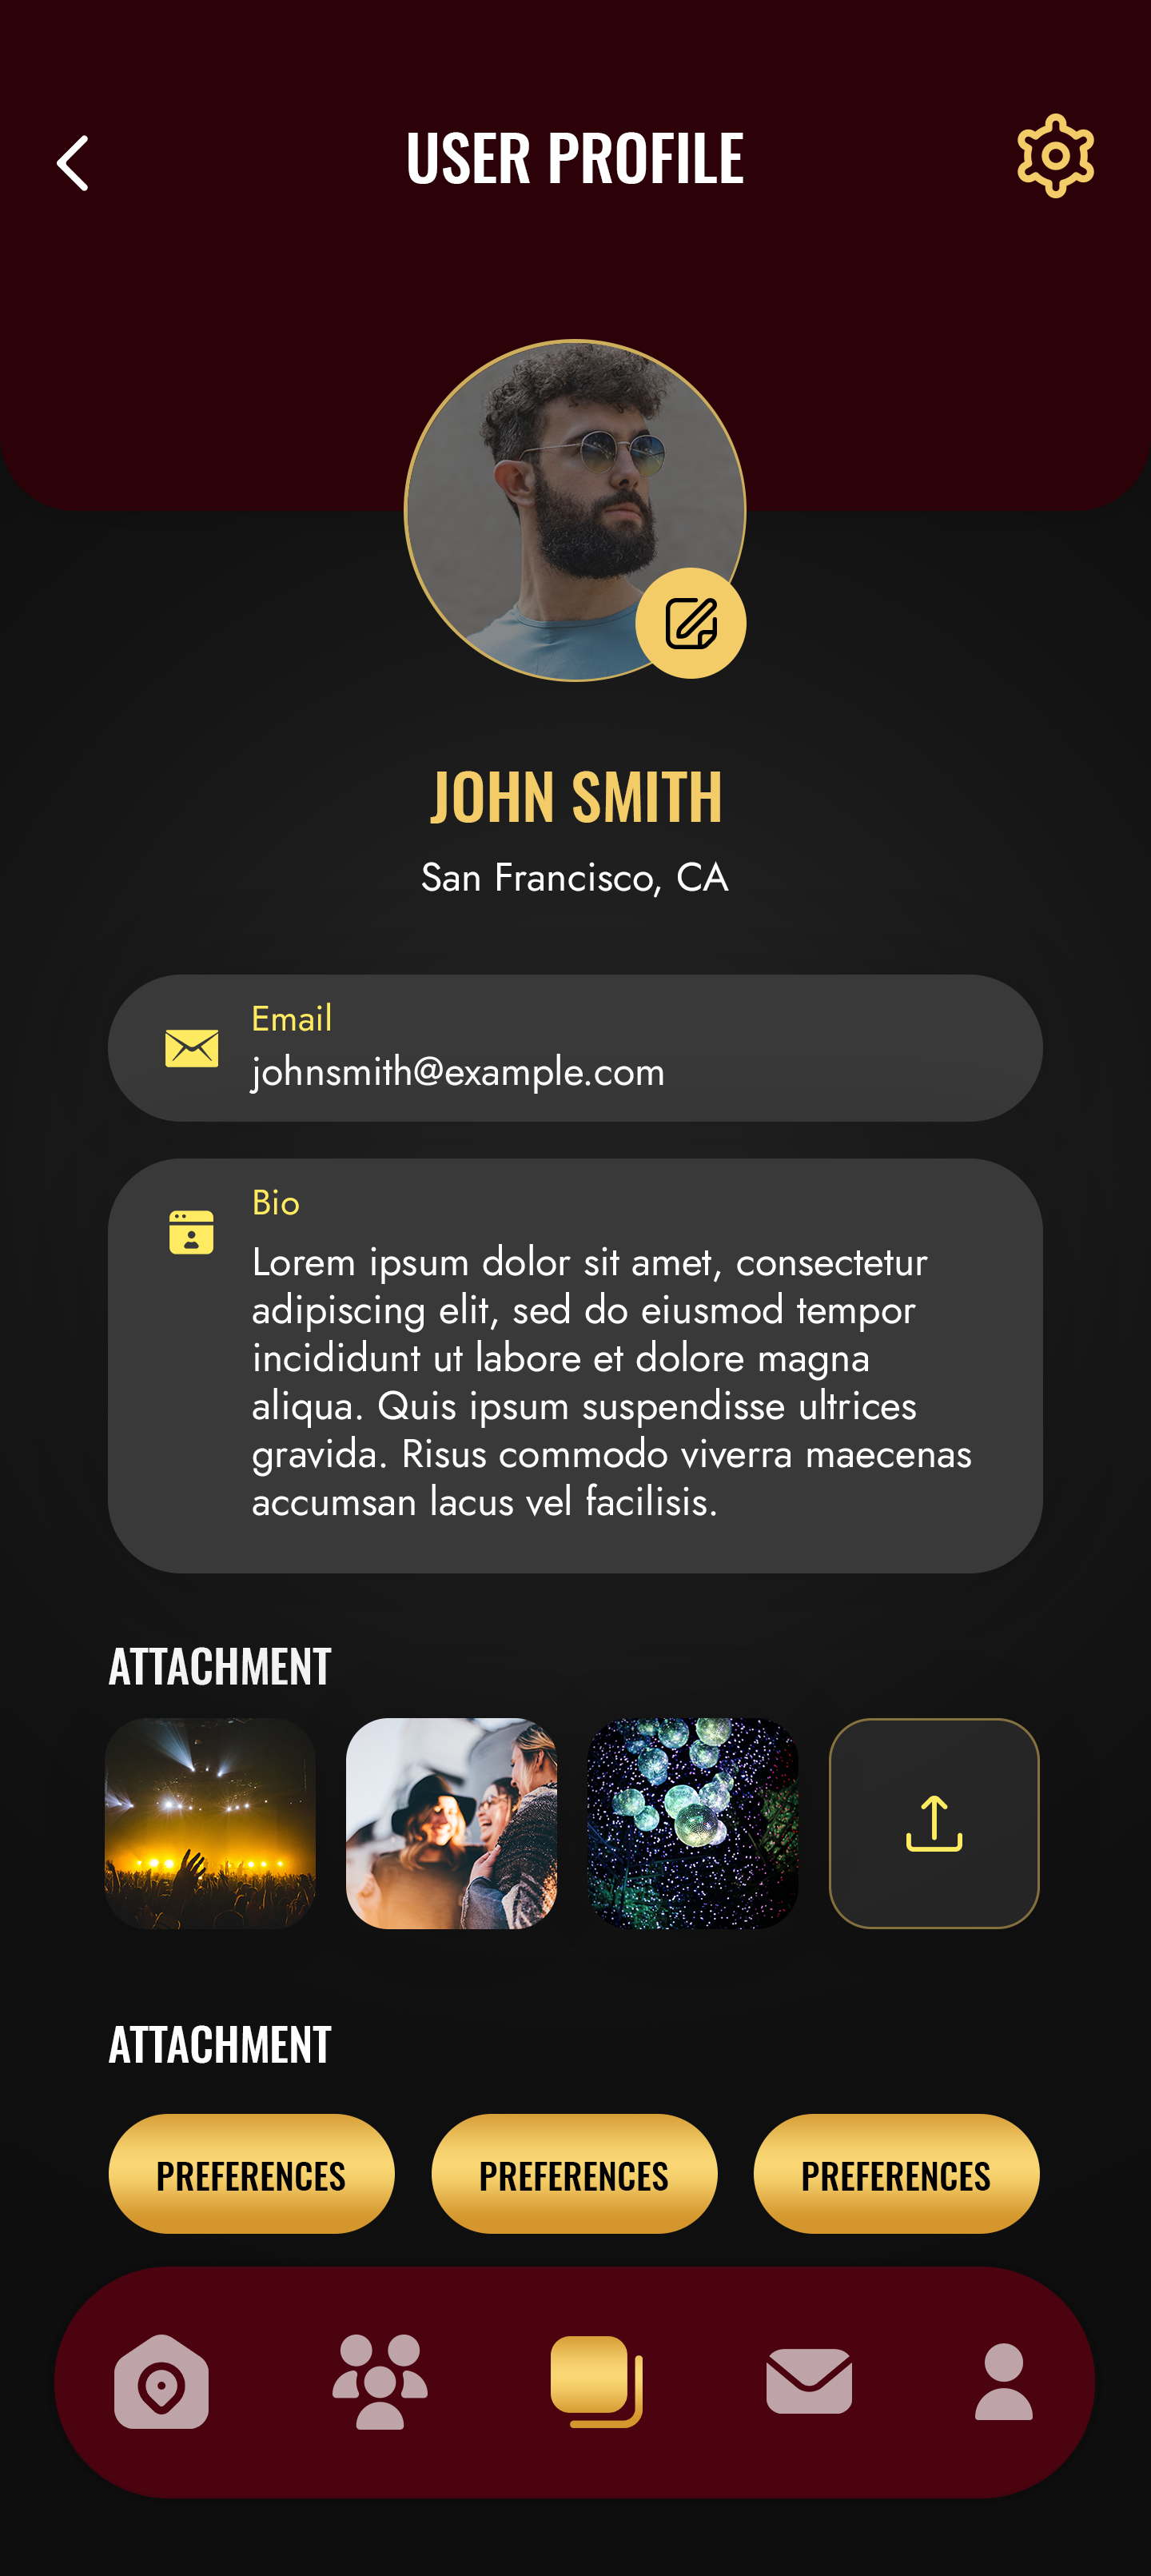 USER PROFILE
JOHN SMITH
San Francisco, CA
Email
johnsmith@example.com
Bio
Lorem ipsum dolor sit amet, consectetur
adipiscing elit, sed do eiusmod tempor
incididunt ut labore et dolore magna
aliqua. Quis ipsum suspendisse ultrices
gravida. Risus commodo viverra maecenas
accumsan lacus vel facilisis.
ATTACHMENT
ATTACHMENT
PREFERENCES PREFERENCES PREFERENCES